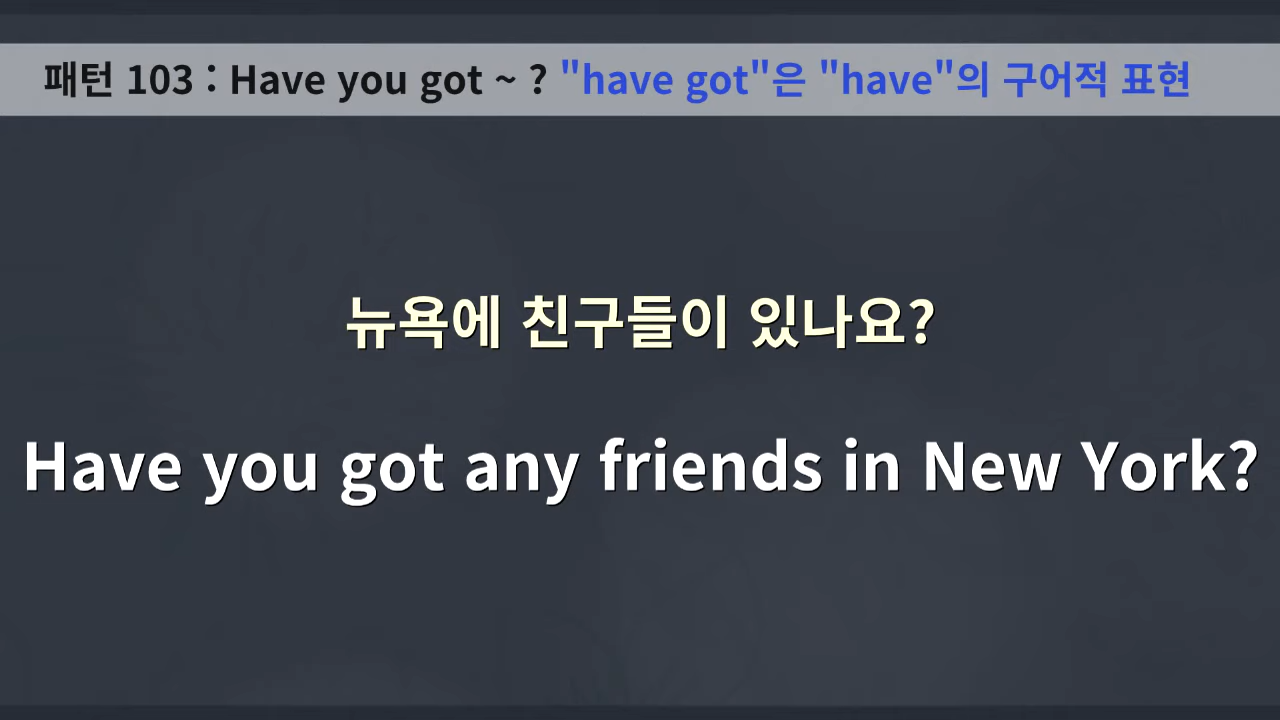 패턴 103 : Have you got ~ ? "have got"은 "have"의 구어적 표현
뉴욕에 친구들이 있나요?
Have you got any friends in New York?